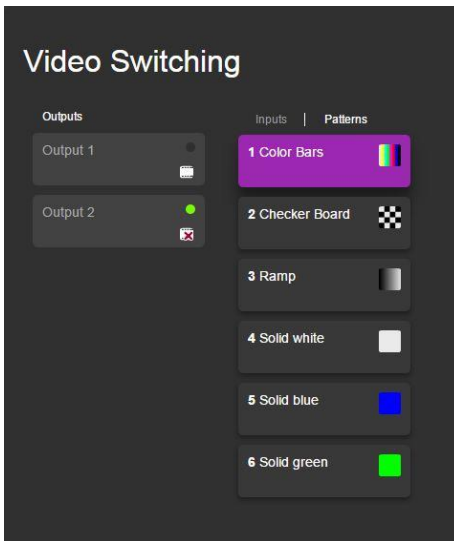 Video Switching
Outputs
Inputs | Patterns
Output 1
1 Color Bars
Output 2
2 Checker Board
3 Ramp
4 Solid white
5 Solid blue
6 Solid green